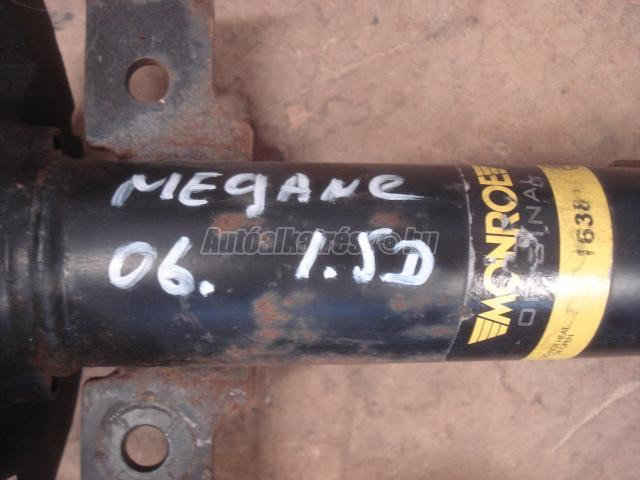 MEGANE
06. 1.5D
MONROE
ORIGINAL
1638
Autóalkatrész.hu